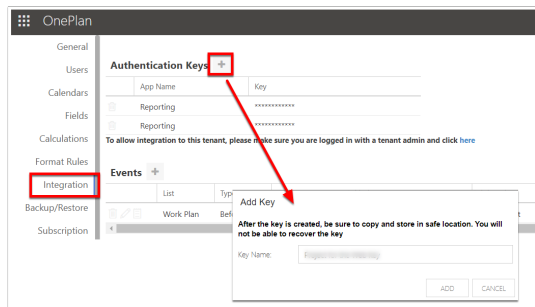 OnePlan
General
Users
Calendars
Fields
Calculations
Format Rules
Integration
Backup/Restore
Subscription
Authentication Keys +
App Name Key
Reporting ************
Reporting ************
To allow integration to this tenant, please make sure you are logged in with a tenant admin and click here
Events +
List Typ
Work Plan Bef t
Add Key
After the key is created, be sure to copy and store in safe location. You will
not be able to recover the key
Key Name:
ADD CANCEL